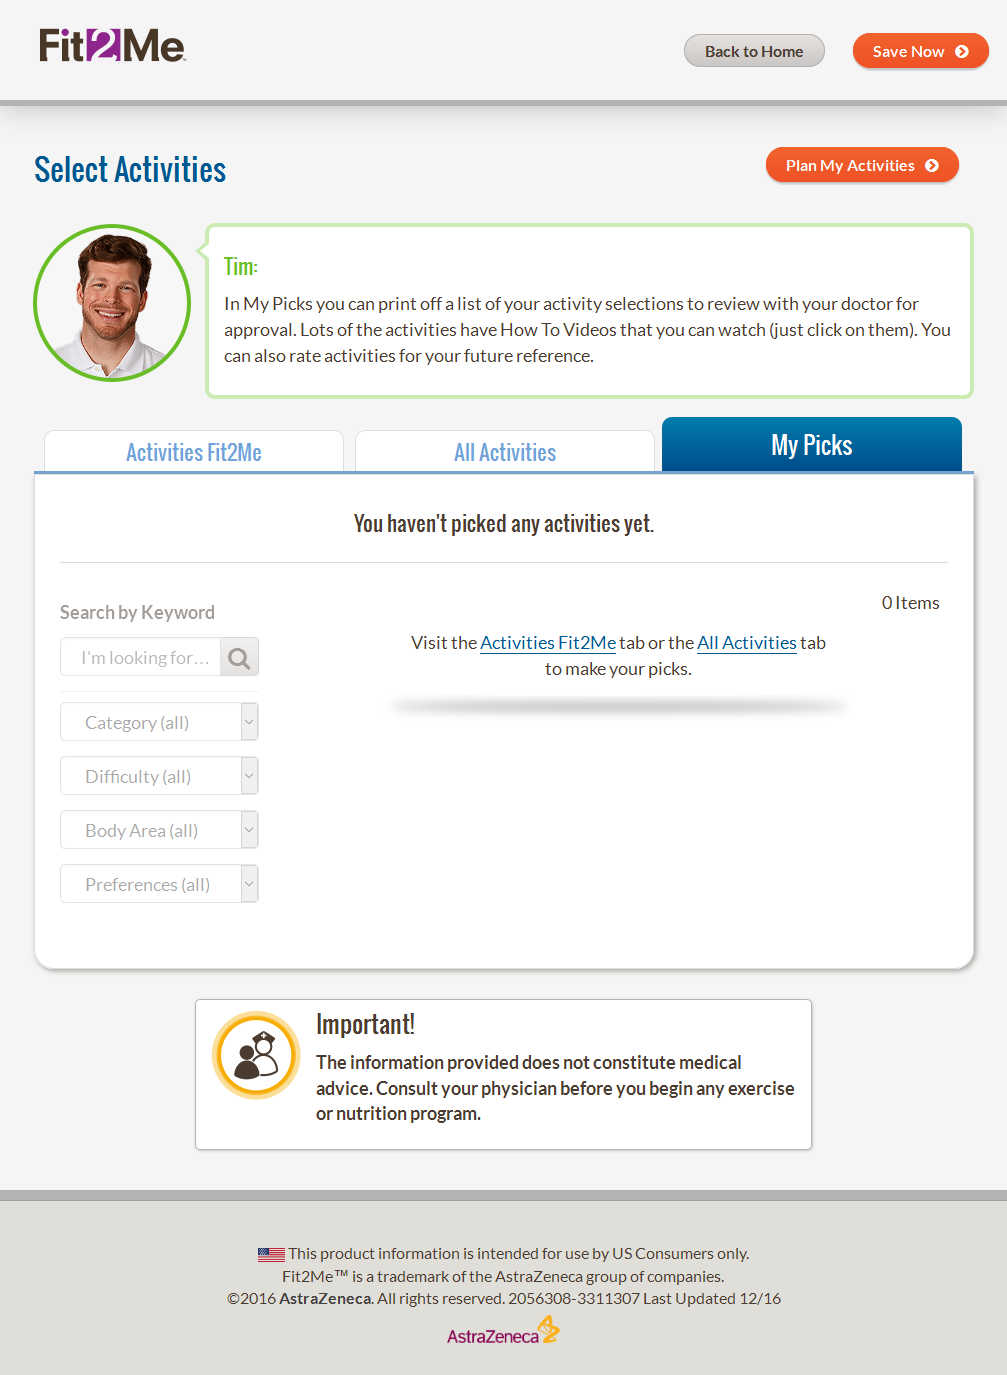 Fit2Me™
Back to Home
Save Now
Select Activities
Plan My Activities
Tim:
In My Picks you can print off a list of your activity selections to review with your doctor for
approval. Lots of the activities have How To Videos that you can watch (just click on them). You
can also rate activities for your future reference.
Activities Fit2Me
All Activities
My Picks
You haven't picked any activities yet.
Search by Keyword
0 Items
I'm looking for...
Visit the Activities Fit2Me tab or the All Activities tab
to make your picks.
Category (all)
Difficulty (all)
Body Area (all)
Preferences (all)
Important!
The information provided does not constitute medical
advice. Consult your physician before you begin any exercise
or nutrition program.
This product information is intended for use by US Consumers only.
Fit2Me™ is a trademark of the AstraZeneca group of companies.
©2016 AstraZeneca. All rights reserved. 2056308-3311307 Last Updated 12/16
AstraZeneca